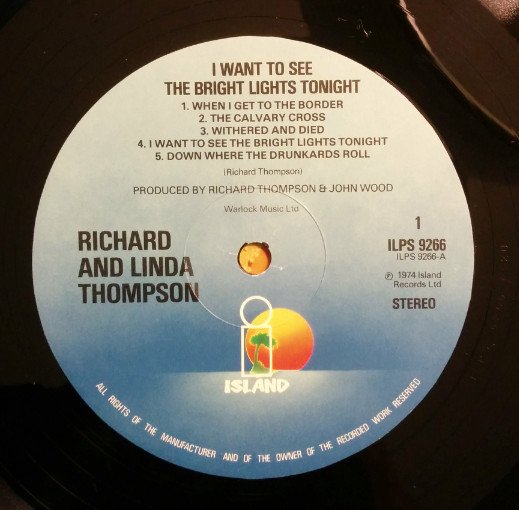 I WANT TO SEE
THE BRIGHT LIGHTS TONIGHT
1. WHEN I GET TO THE BORDER
2. THE CALVARY CROSS
3. WITHERED AND DIED
4. I WANT TO SEE THE BRIGHT LIGHTS TONIGHT
5. DOWN WHERE THE DRUNKARDS ROLL
(Richard Thompson)
PRODUCED BY RICHARD THOMPSON & JOHN WOOD
Warlock Music Ltd
RICHARD
AND LINDA
THOMPSON
1
ILPS 9266
ILPS 9266-A
℗ 1974 Island
Records Ltd
STEREO
ISLAND
ALL RIGHTS OF THE MANUFACTURER AND OF THE OWNER OF THE RECORDED WORK RESERVED